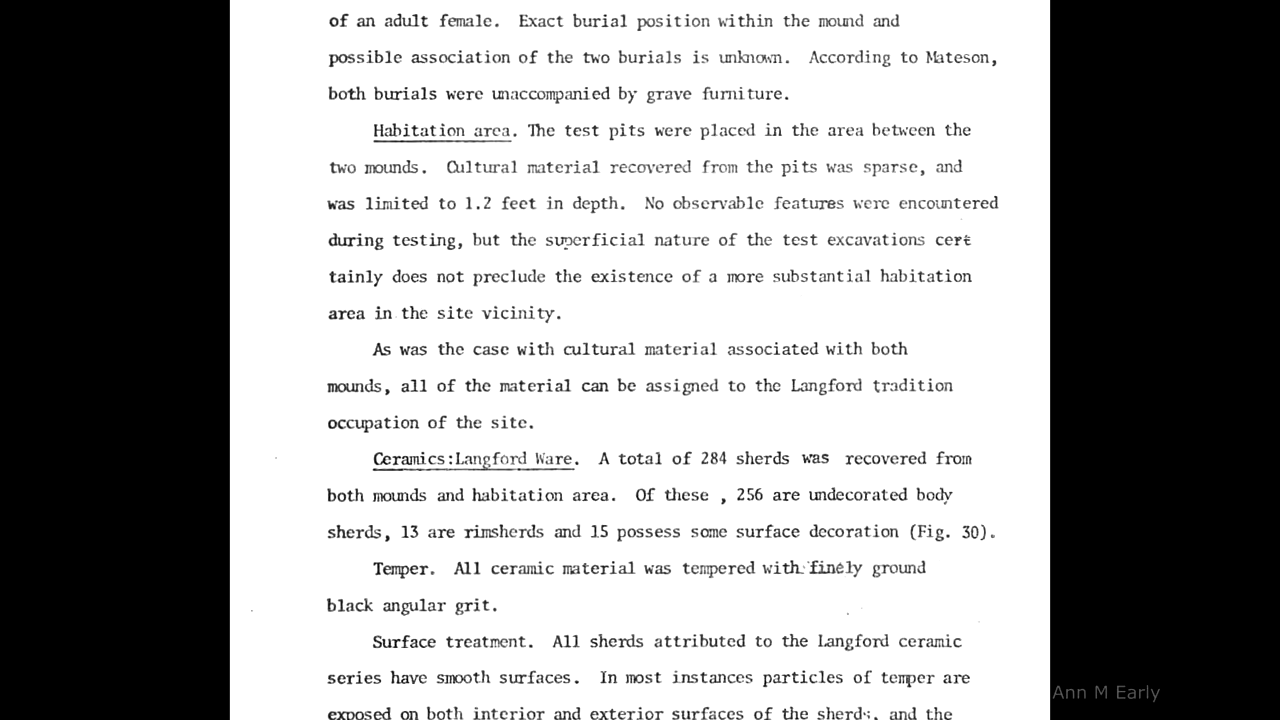 of an adult female. Exact burial position within the mound and
possible association of the two burials is unknown. According to Mateson,
both burials were unaccompanied by grave furniture.
Habitation area. The test pits were placed in the area between the
two mounds. Cultural material recovered from the pits was sparse, and
was limited to 1.2 feet in depth. No observable features were encountered
during testing, but the superficial nature of the test excavations cert
tainly does not preclude the existence of a more substantial habitation
area in the site vicinity.
As was the case with cultural material associated with both
mounds, all of the material can be assigned to the Langford tradition
occupation of the site.
Ceramics:Langford Ware. A total of 284 sherds was recovered from
both mounds and habitation area. Of these , 256 are undecorated body
sherds, 13 are rimsherds and 15 possess some surface decoration (Fig. 30).
Temper. All ceramic material was tempered with finely ground
black angular grit.
Surface treatment. All sherds attributed to the Langford ceramic
series have smooth surfaces. In most instances particles of temper are
exposed on both interior and exterior surfaces of the sherds, and the
Ann M Early